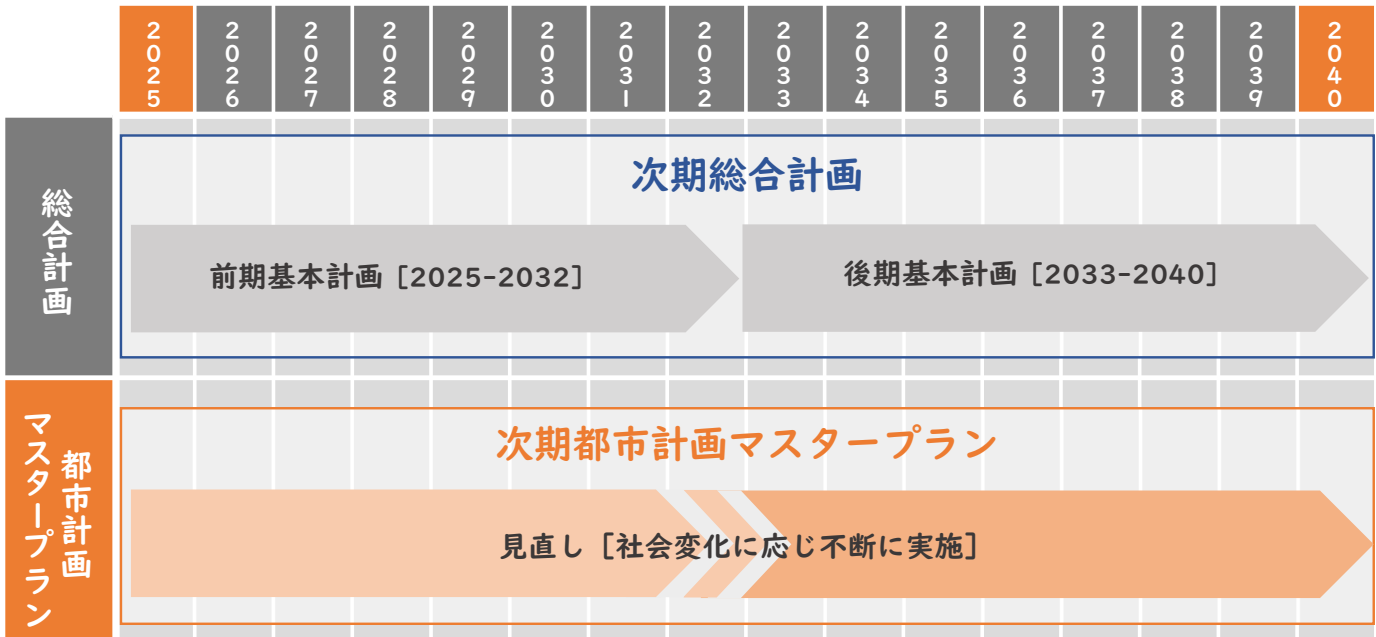 2025
2026
2027
2028
2029
2030
2031
2032
2033
2034
2035
2036
2037
2038
2039
2040
総合計画
次期総合計画
前期基本計画 [2025-2032]
後期基本計画 [2033-2040]
都市計画
マスタープラン
次期都市計画マスタープラン
見直し [社会変化に応じ不断に実施]